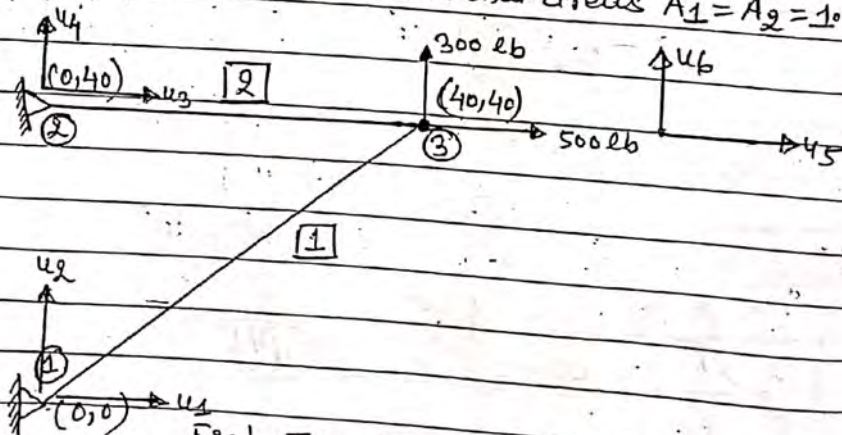 areas A1 = A2 = 10
u4
300 lb
u6
(0,40)
u3
2
(40,40)
2
3
500 lb
u5
1
u2
1
(0,0)
u1